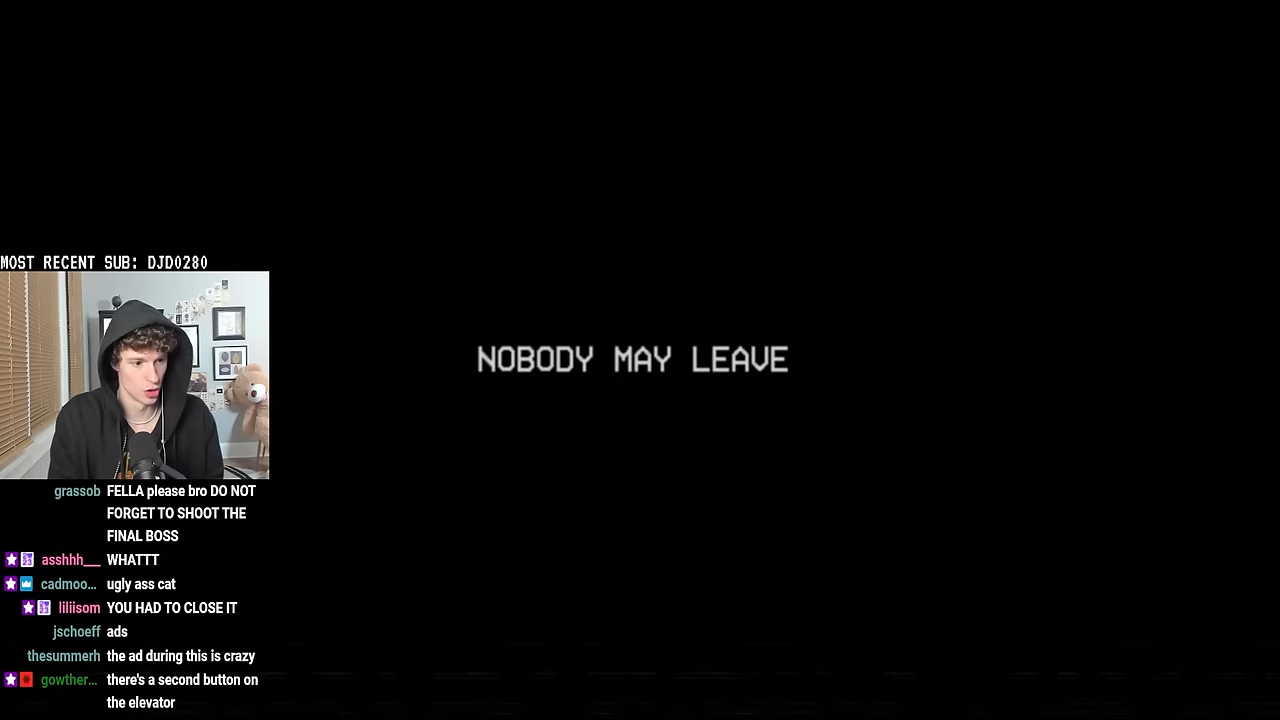 MOST RECENT SUB: DJD0280
NOBODY MAY LEAVE
grassob FELLA please bro DO NOT
FORGET TO SHOOT THE
FINAL BOSS
asshhh___ WHATTT
cadmoo... ugly ass cat
liliisom YOU HAD TO CLOSE IT
jschoeff ads
thesummerh the ad during this is crazy
gowther... there's a second button on
the elevator